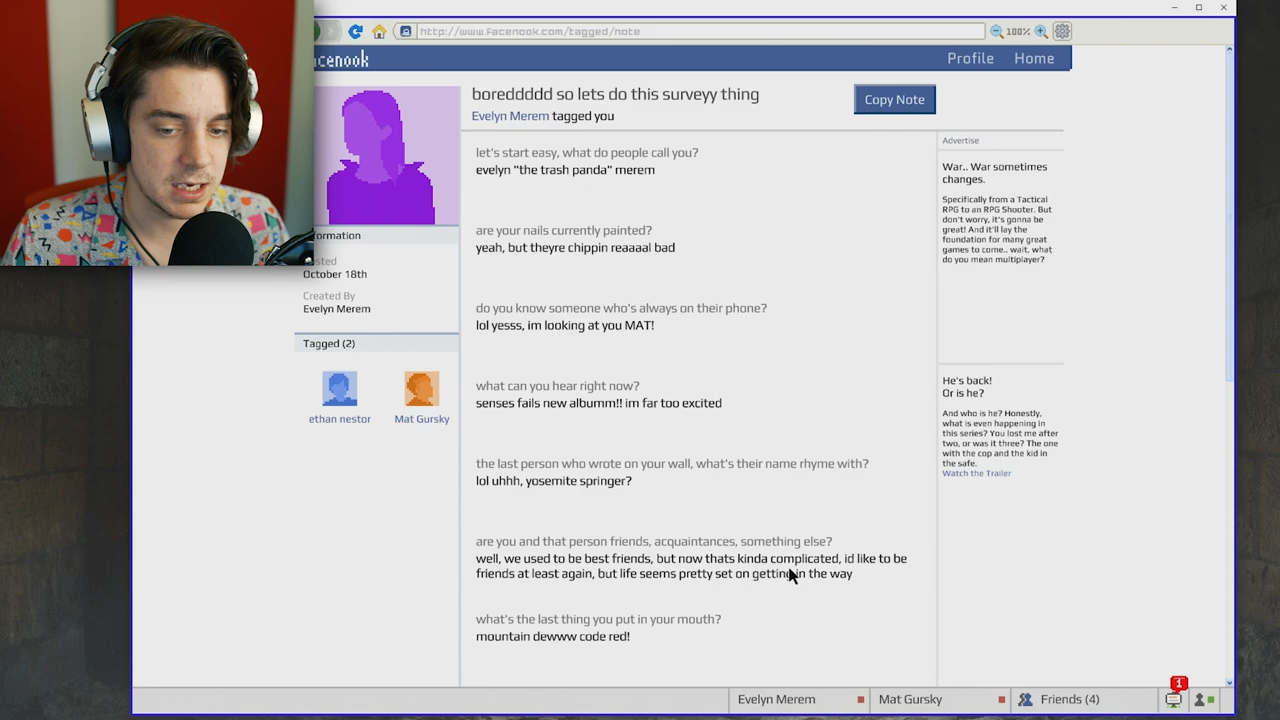 http://www.Facenook.com/tagged/note
100%
cenook
Profile
Home
boreddddd so lets do this surveyy thing
Evelyn Merem tagged you
Copy Note
let's start easy, what do people call you?
evelyn "the trash panda" merem
are your nails currently painted?
yeah, but theyre chippin reaaaal bad
do you know someone who's always on their phone?
lol yesss, im looking at you MAT!
what can you hear right now?
senses fails new albumm!! im far too excited
the last person who wrote on your wall, what's their name rhyme with?
lol uhhh, yosemite springer?
are you and that person friends, acquaintances, something else?
well, we used to be best friends, but now thats kinda complicated, id like to be
friends at least again, but life seems pretty set on getting in the way
what's the last thing you put in your mouth?
mountain dewww code red!
formation
October 18th
Created By
Evelyn Merem
Tagged (2)
ethan nestor
Mat Gursky
Advertise
War.. War sometimes
changes.
Specifically from a Tactical
RPG to an RPG Shooter. But
don't worry, it's gonna be
great! And it'll lay the
foundation for many great
games to come.. wait, what
do you mean multiplayer?
He's back!
Or is he?
And who is he? Honestly,
what is even happening in
this series? You lost me after
two, or was it three? The one
with the cop and the kid in
the safe.
Watch the Trailer
Evelyn Merem
Mat Gursky
Friends (4)
1